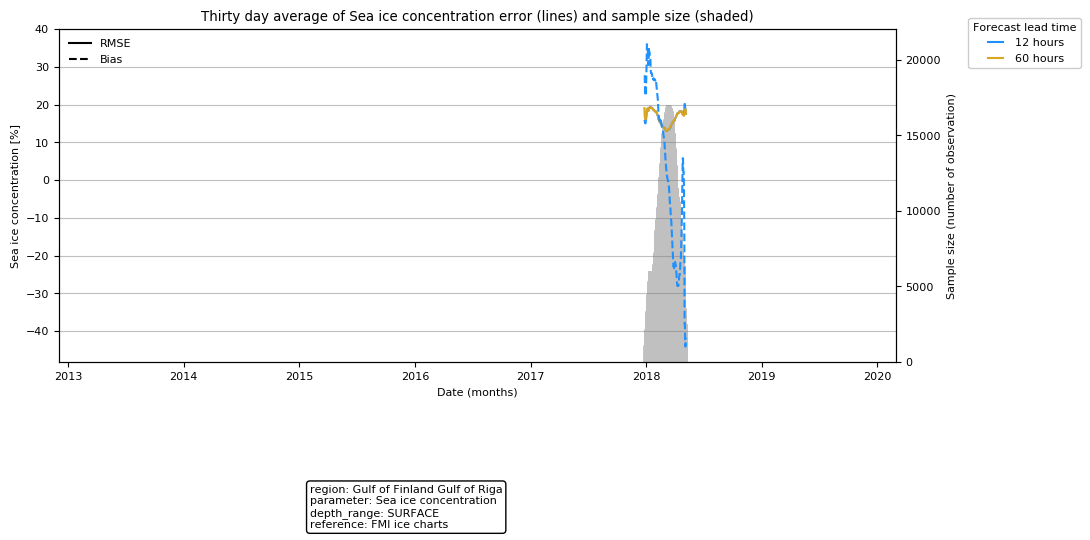 Thirty day average of Sea ice concentration error (lines) and sample size (shaded)
Forecast lead time
12 hours
60 hours
RMSE
Bias
40
30
20
10
0
−10
−20
−30
−40
Sea ice concentration [%]
20000
15000
10000
5000
0
Sample size (number of observation)
2013
2014
2015
2016
2017
2018
2019
2020
Date (months)
region: Gulf of Finland Gulf of Riga
parameter: Sea ice concentration
depth_range: SURFACE
reference: FMI ice charts